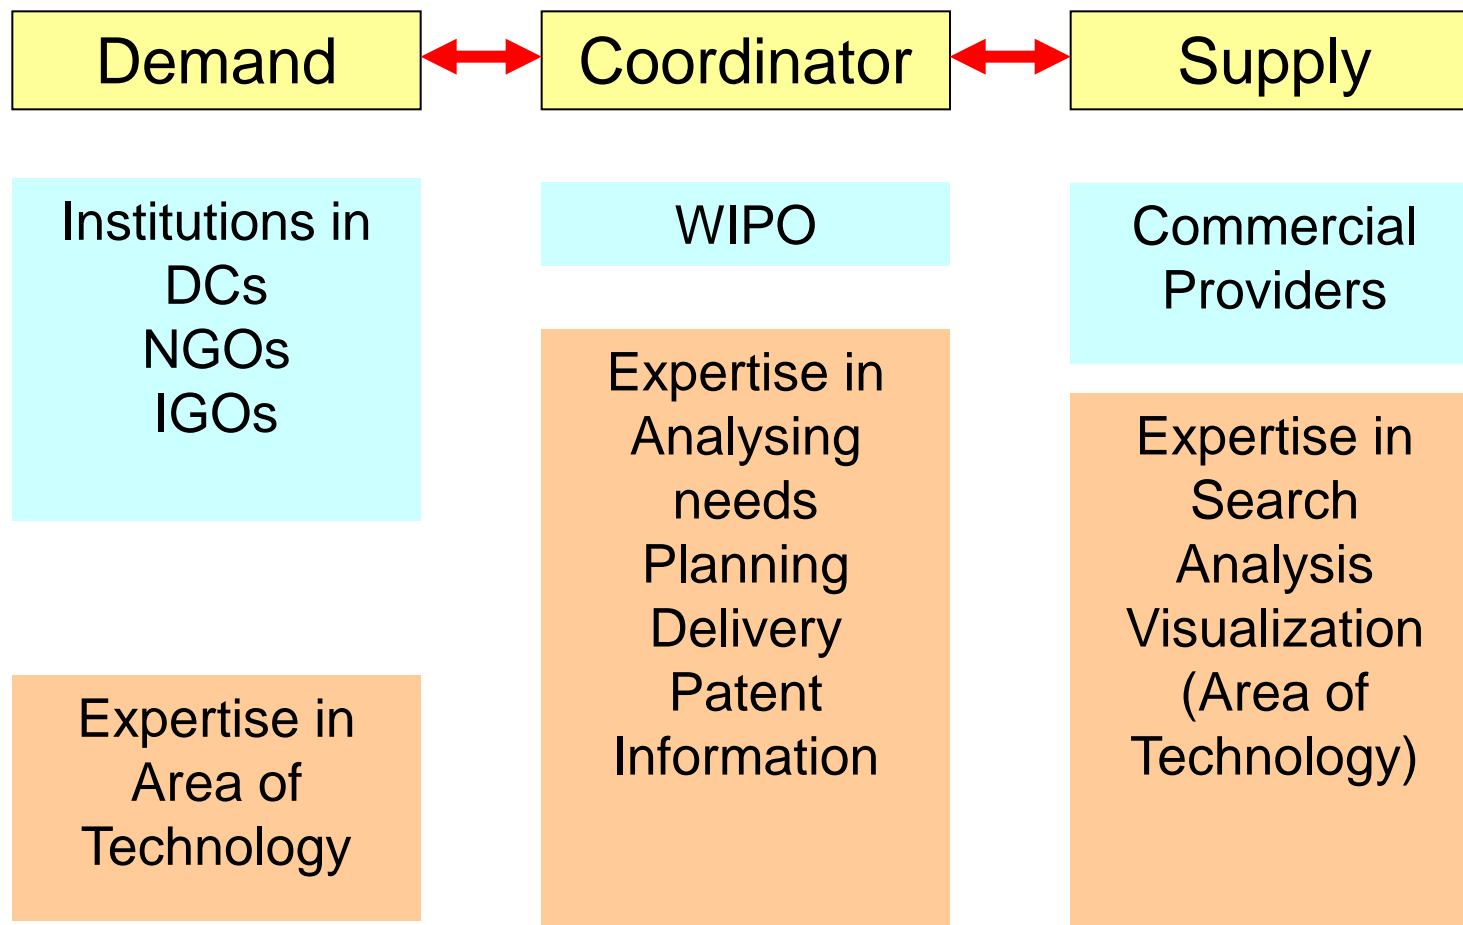 Demand
Coordinator
Supply
Institutions in
DCs
NGOs
IGOs
Expertise in
Area of
Technology
WIPO
Expertise in
Analysing
needs
Planning
Delivery
Patent
Information
Commercial
Providers
Expertise in
Search
Analysis
Visualization
(Area of
Technology)